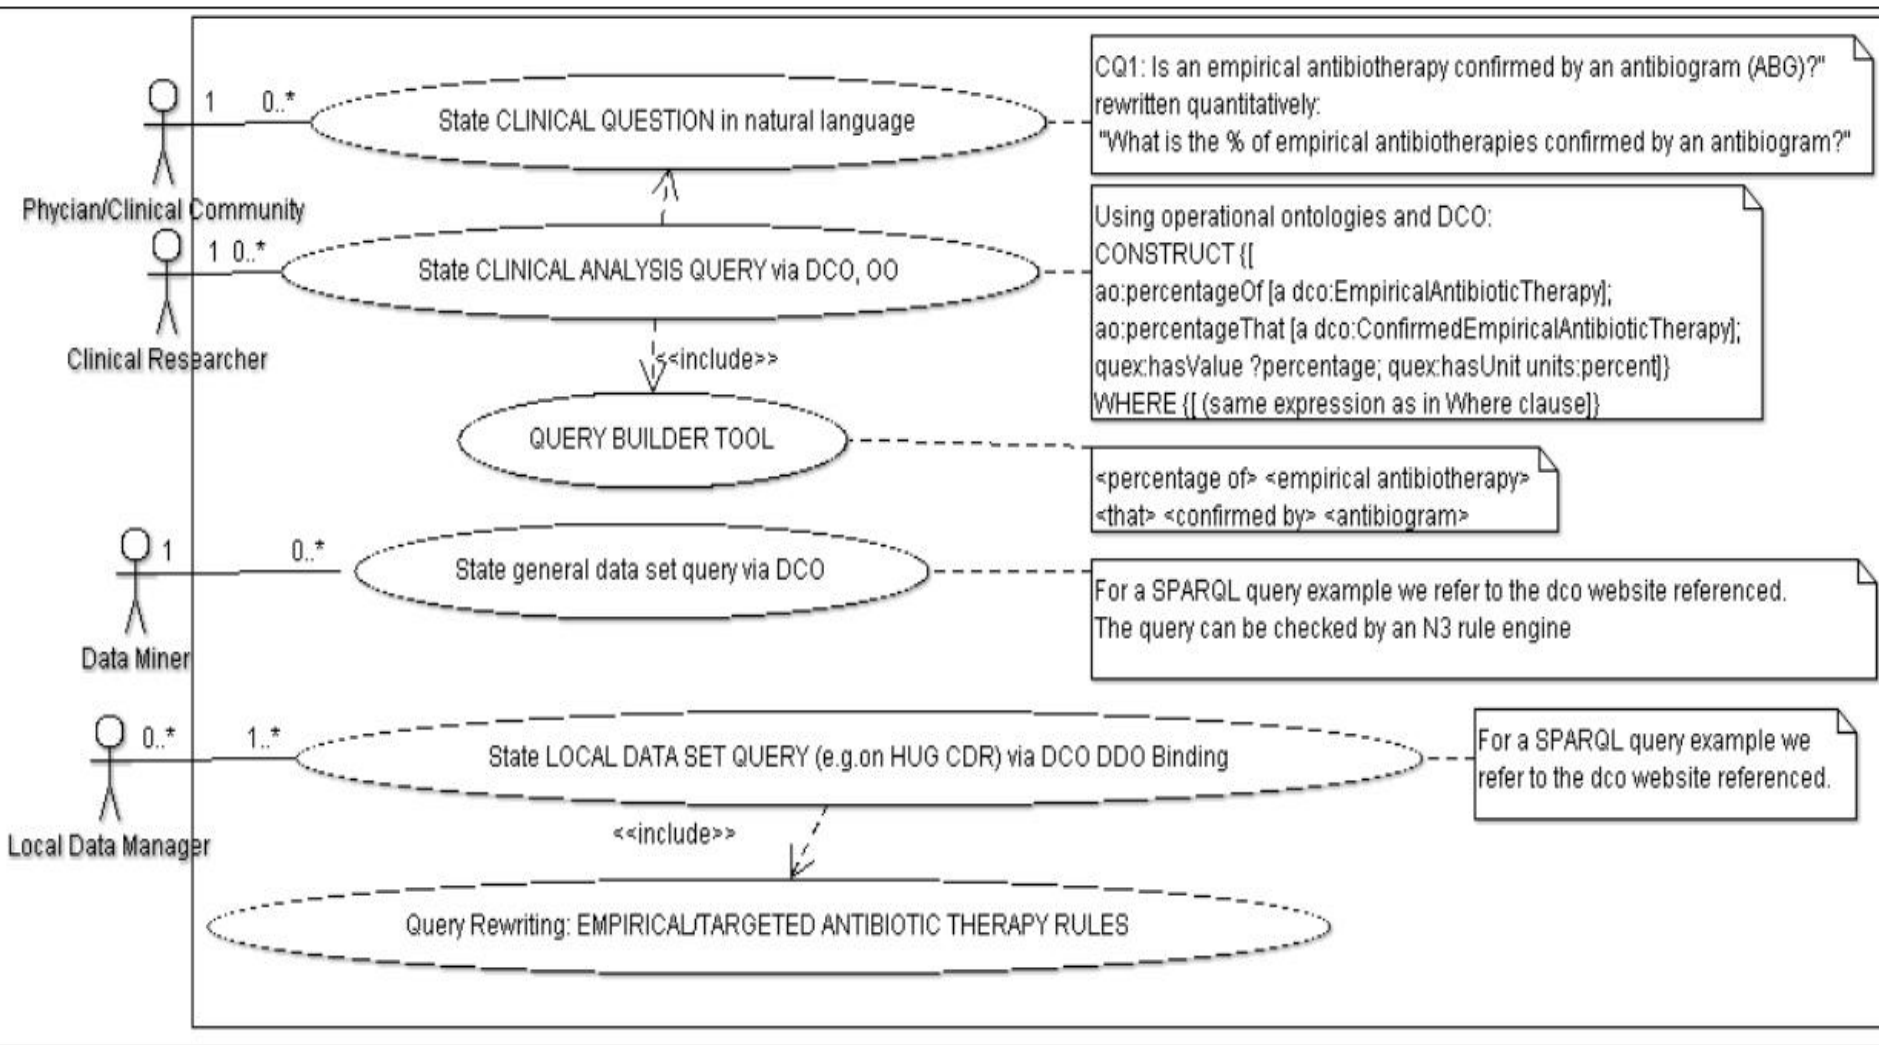 1 0..*
State CLINICAL QUESTION in natural language
Phycian/Clinical Community
CQ1: Is an empirical antibiotherapy confirmed by an antibiogram (ABG)?"
rewritten quantitatively:
"What is the % of empirical antibiotherapies confirmed by an antibiogram?"
1 0..*
State CLINICAL ANALYSIS QUERY via DCO, OO
Clinical Researcher
Using operational ontologies and DCO:
CONSTRUCT {[
ao:percentageOf [a dco:EmpiricalAntibioticTherapy];
ao:percentageThat [a dco:ConfirmedEmpiricalAntibioticTherapy];
quex:hasValue ?percentage; quex:hasUnit units:percent]}
WHERE {[ (same expression as in Where clause]}
<<include>>
QUERY BUILDER TOOL
<percentage of> <empirical antibiotherapy>
<that> <confirmed by> <antibiogram>
1 0..*
State general data set query via DCO
Data Miner
For a SPARQL query example we refer to the dco website referenced.
The query can be checked by an N3 rule engine
0..* 1..*
State LOCAL DATA SET QUERY (e.g.on HUG CDR) via DCO DDO Binding
Local Data Manager
For a SPARQL query example we
refer to the dco website referenced.
<<include>>
Query Rewriting: EMPIRICAL/TARGETED ANTIBIOTIC THERAPY RULES